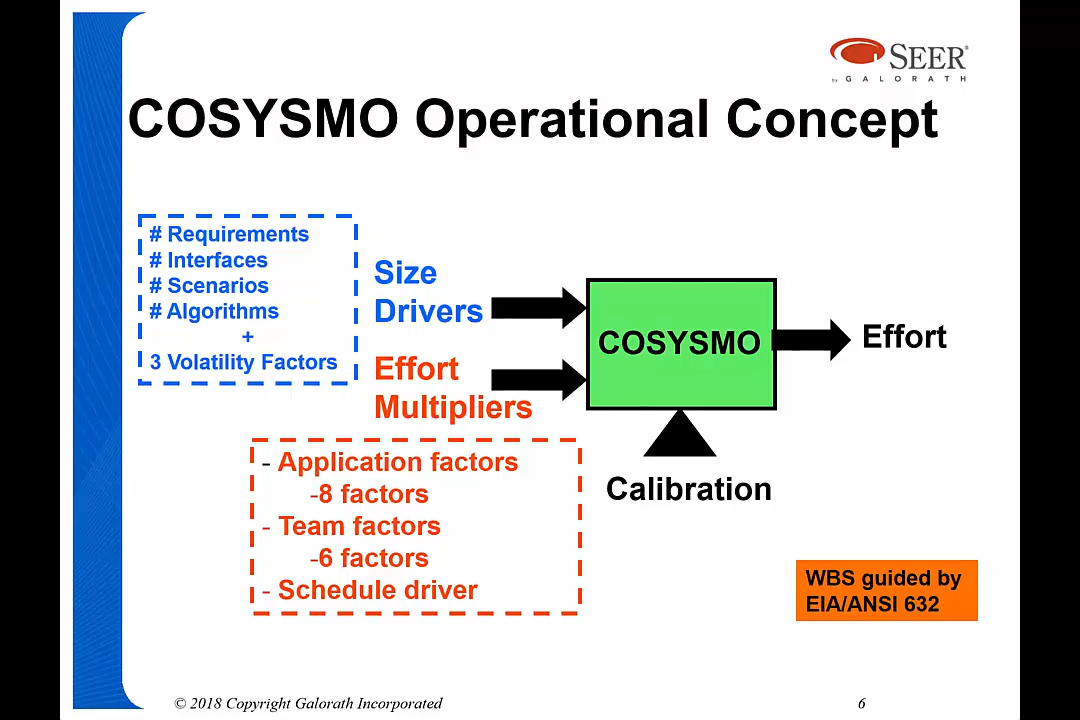 SEER®
by GALORATH
COSYSMO Operational Concept
# Requirements
# Interfaces
# Scenarios
# Algorithms
+
3 Volatility Factors
Size
Drivers
Effort
Multipliers
COSYSMO
Effort
Calibration
- Application factors
-8 factors
- Team factors
-6 factors
- Schedule driver
WBS guided by
EIA/ANSI 632
© 2018 Copyright Galorath Incorporated
6